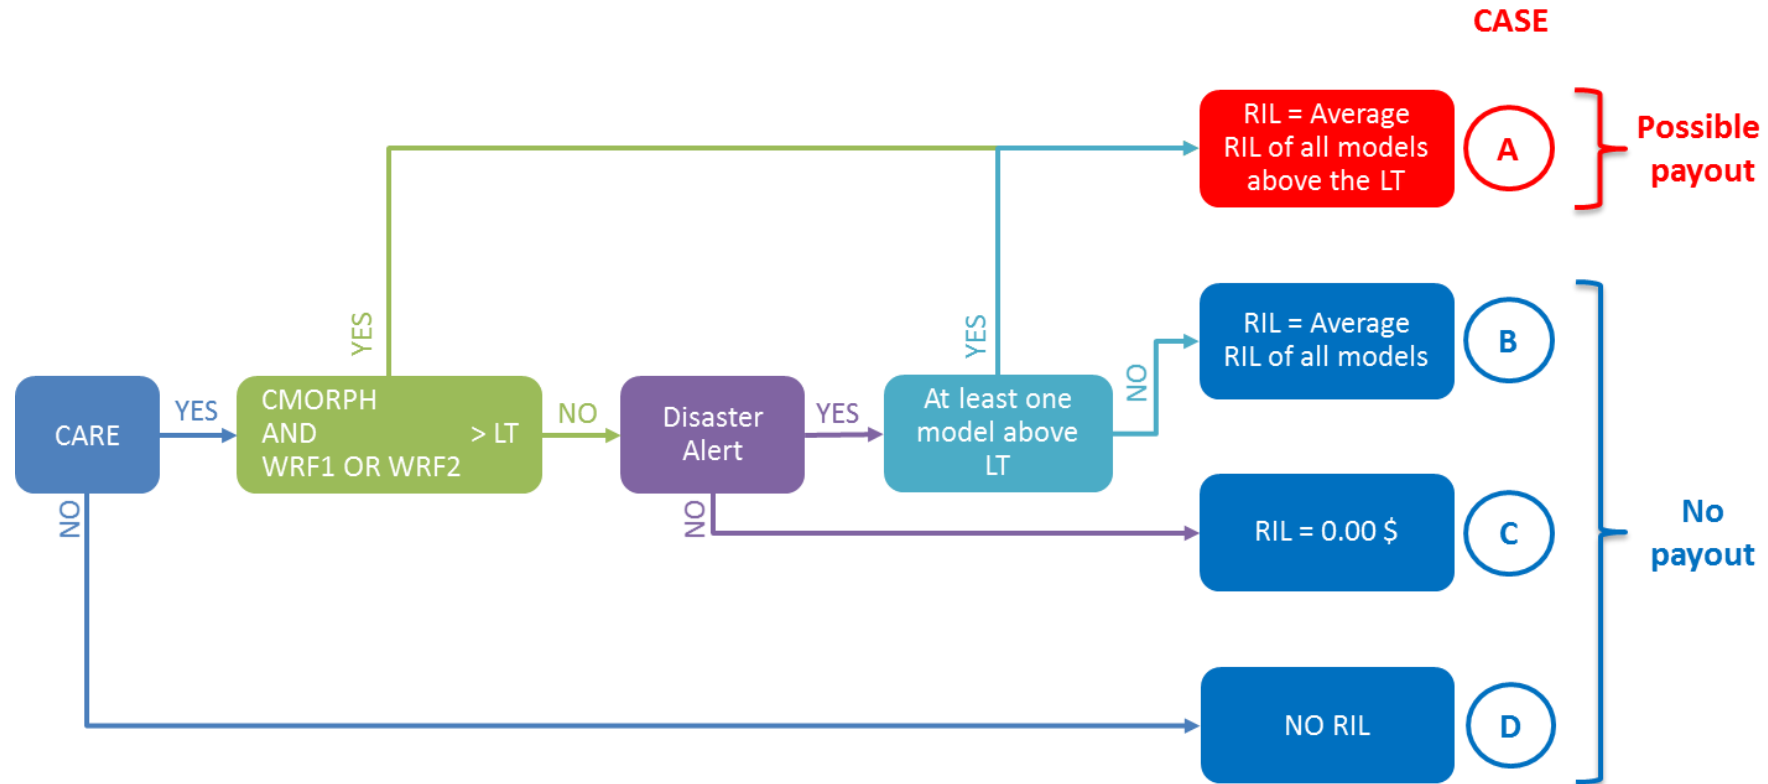 CASE
RIL = Average
RIL of all models
above the LT
A
Possible
payout
YES
YES
RIL = Average
RIL of all models
B
NO
CARE
YES
CMORPH
AND
> LT
WRF1 OR WRF2
NO
Disaster
Alert
YES
At least one
model above
LT
NO
NO
RIL = 0.00 $
C
No
payout
NO RIL
D